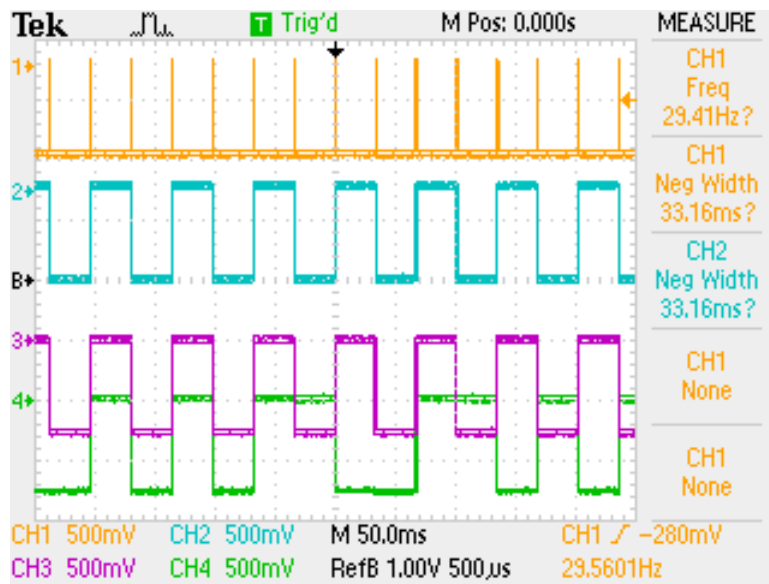 Tek T Trig'd M Pos: 0.000s MEASURE
1
CH1
Freq
29.41Hz?
CH1
Neg Width
33.16ms?
2
CH2
Neg Width
33.16ms?
B
3
CH1
None
4
CH1
None
CH1 500mV CH2 500mV M 50.0ms CH1 -280mV
CH3 500mV CH4 500mV RefB 1.00V 500µs 29.5601Hz